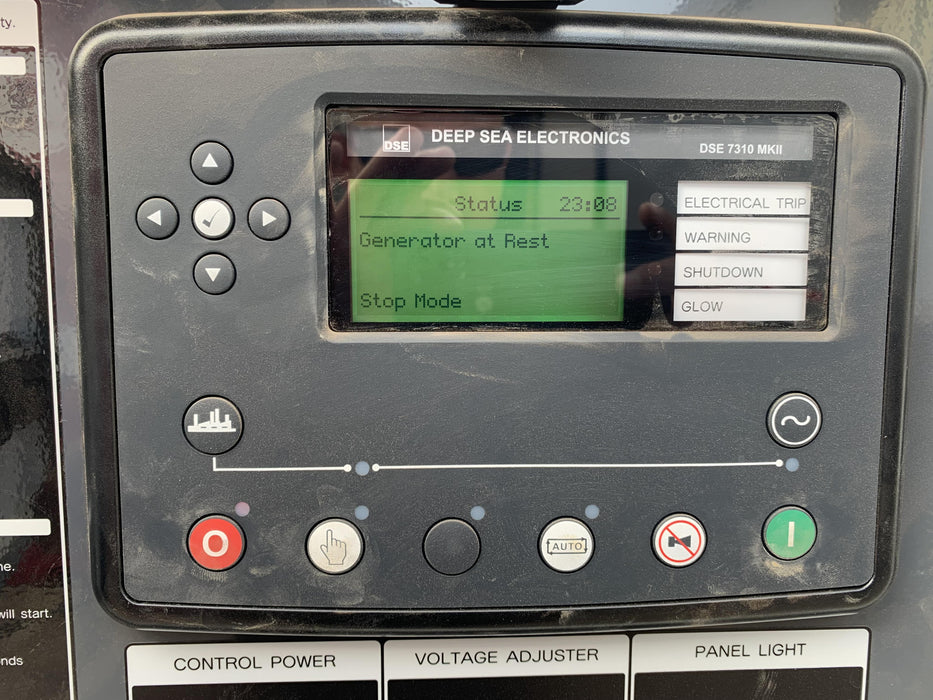 ty.
DSE DEEP SEA ELECTRONICS DSE 7310 MKII
Status 23:08
Generator at Rest
Stop Mode
ELECTRICAL TRIP
WARNING
SHUTDOWN
GLOW
O
AUTO
I
ne.
will start.
nds
CONTROL POWER
VOLTAGE ADJUSTER
PANEL LIGHT